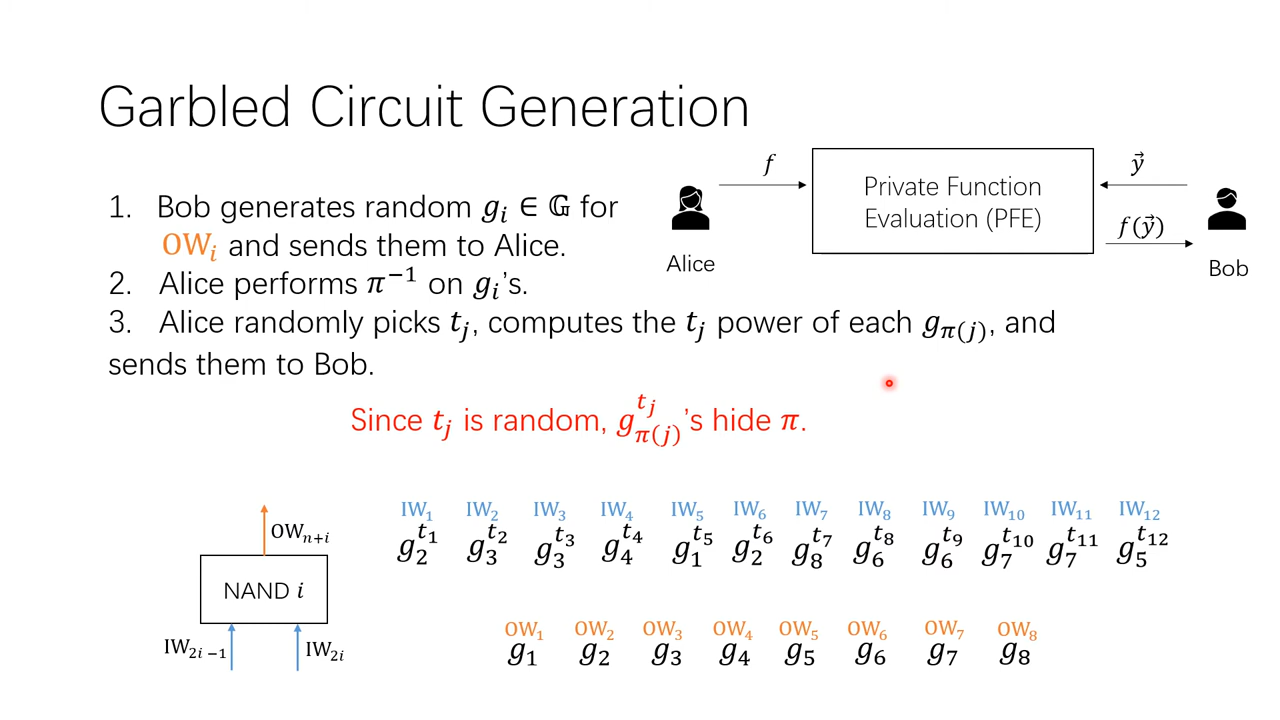 Garbled Circuit Generation
1. Bob generates random gᵢ ∈ 𝔾 for
OWᵢ and sends them to Alice.
2. Alice performs π⁻¹ on gᵢ's.
3. Alice randomly picks tⱼ, computes the tⱼ power of each g_π(j), and
sends them to Bob.
Since tⱼ is random, g_π(j)^tⱼ's hide π.
f
Private Function
Evaluation (PFE)
y⃗
f(y⃗)
Alice
Bob
OWₙ₊ᵢ
NAND i
IW₂ᵢ₋₁
IW₂ᵢ
IW₁ IW₂ IW₃ IW₄ IW₅ IW₆ IW₇ IW₈ IW₉ IW₁₀ IW₁₁ IW₁₂
g₂^t₁ g₃^t₂ g₃^t₃ g₄^t₄ g₁^t₅ g₂^t₆ g₈^t₇ g₆^t₈ g₆^t₉ g₇^t₁₀ g₇^t₁₁ g₅^t₁₂
OW₁ OW₂ OW₃ OW₄ OW₅ OW₆ OW₇ OW₈
g₁ g₂ g₃ g₄ g₅ g₆ g₇ g₈